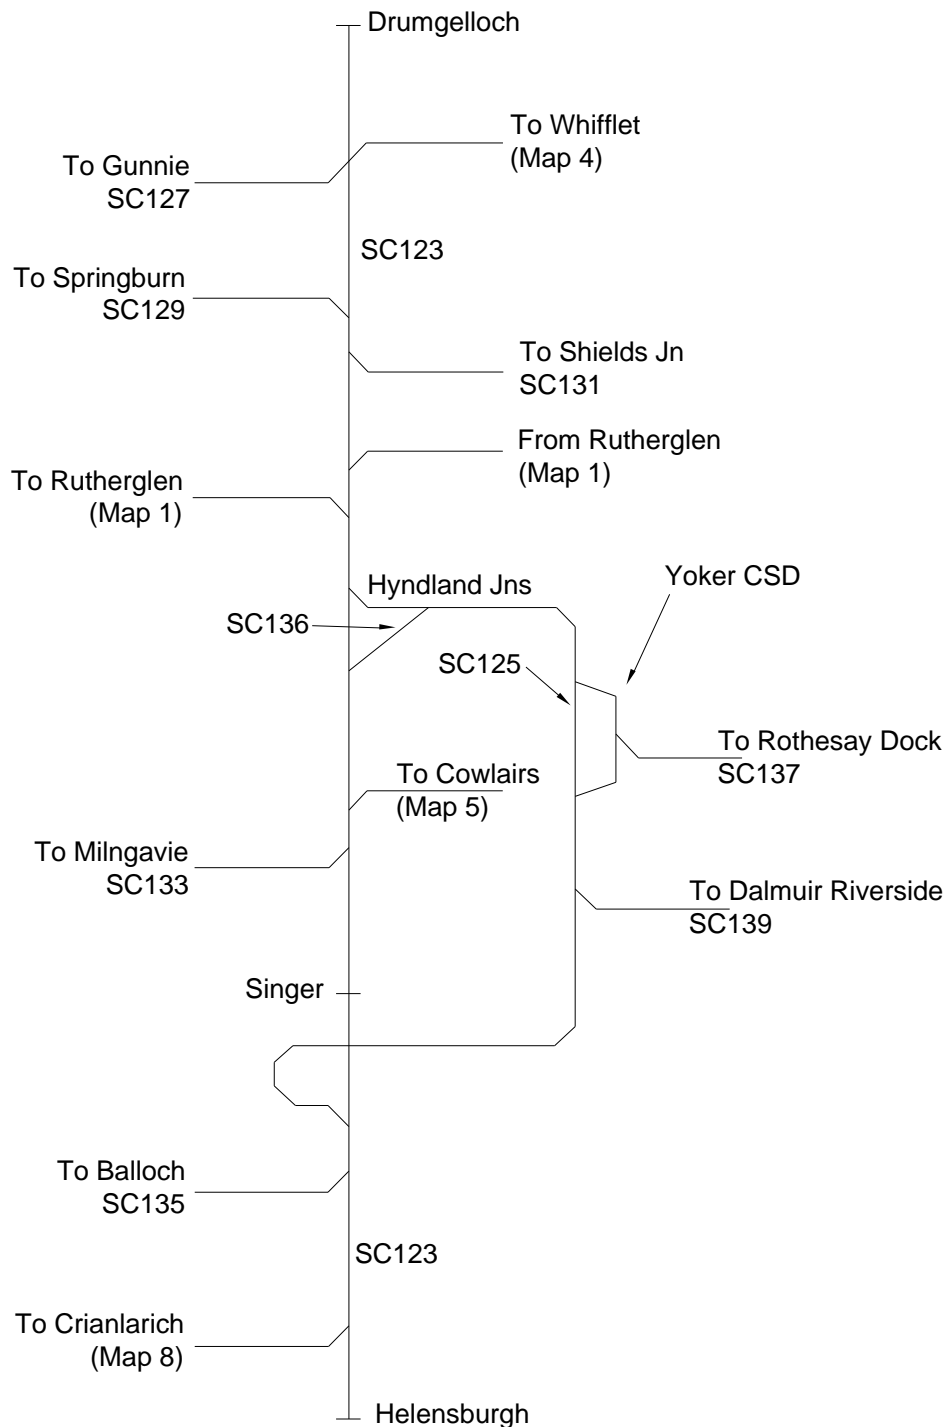 Drumgelloch
To Whifflet
(Map 4)
To Gunnie
SC127
SC123
To Springburn
SC129
To Shields Jn
SC131
From Rutherglen
(Map 1)
To Rutherglen
(Map 1)
Hyndland Jns
Yoker CSD
SC136
SC125
To Rothesay Dock
SC137
To Cowlairs
(Map 5)
To Milngavie
SC133
To Dalmuir Riverside
SC139
Singer
To Balloch
SC135
SC123
To Crianlarich
(Map 8)
Helensburgh